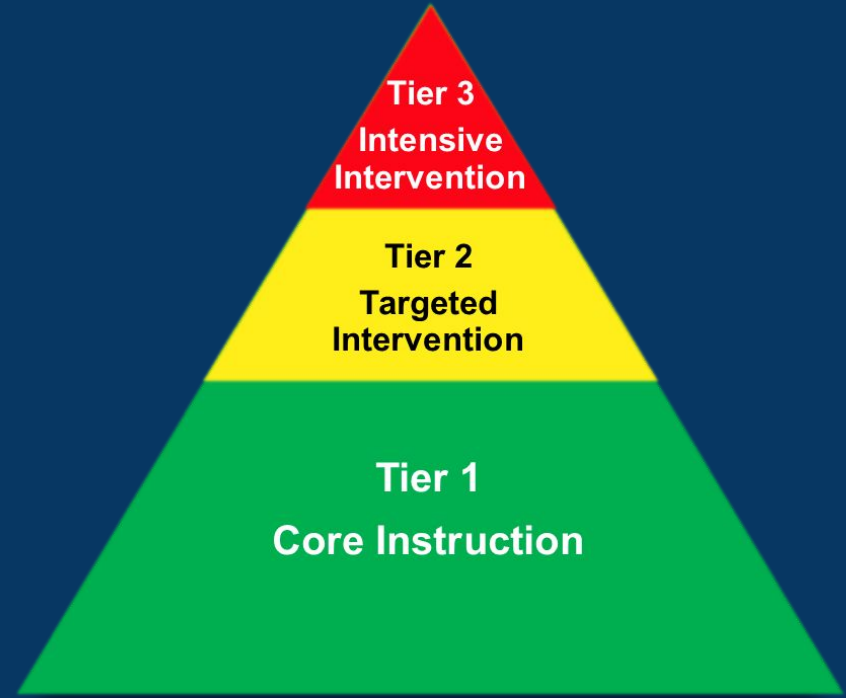 Tier 3
Intensive
Intervention
Tier 2
Targeted
Intervention
Tier 1
Core Instruction